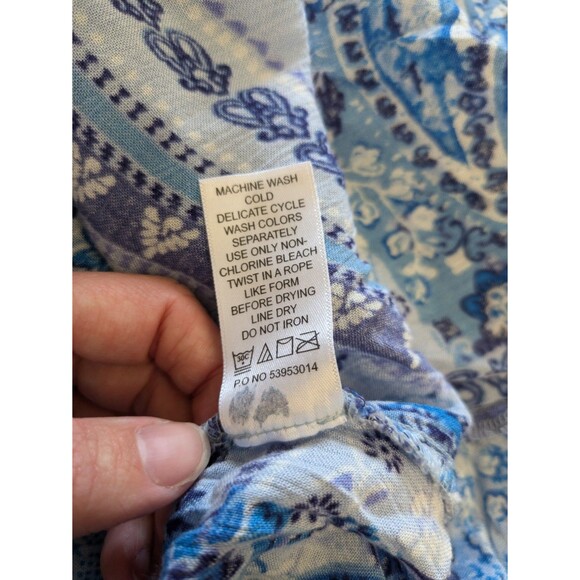 MACHINE WASH
COLD
DELICATE CYCLE
WASH COLORS
SEPARATELY
USE ONLY NON-
CHLORINE BLEACH
TWIST IN A ROPE
LIKE FORM
BEFORE DRYING
LINE DRY
DO NOT IRON
30C
P.O NO 53953014